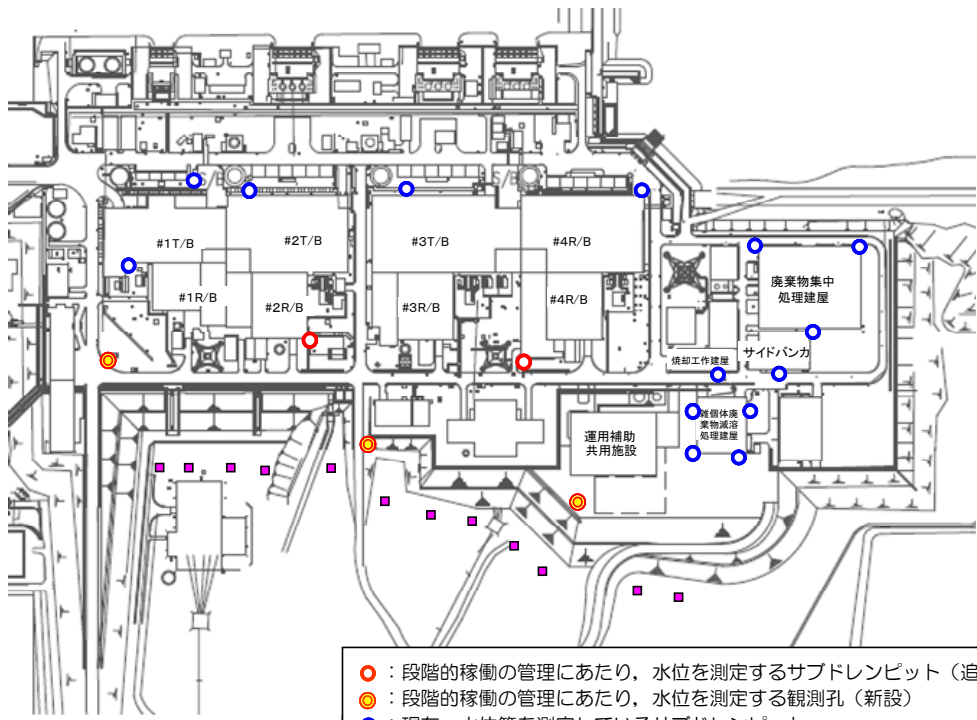 S/B
S/B
#1T/B
#2T/B
#3T/B
#4R/B
#1R/B
#2R/B
#3R/B
#4R/B
廃棄物集中
処理建屋
焼却工作建屋
サイドバンカ
雑個体廃
棄物減溶
処理建屋
運用補助
共用施設
:段階的稼働の管理にあたり,水位を測定するサブドレンピット(追
:段階的稼働の管理にあたり,水位を測定する観測孔(新設)